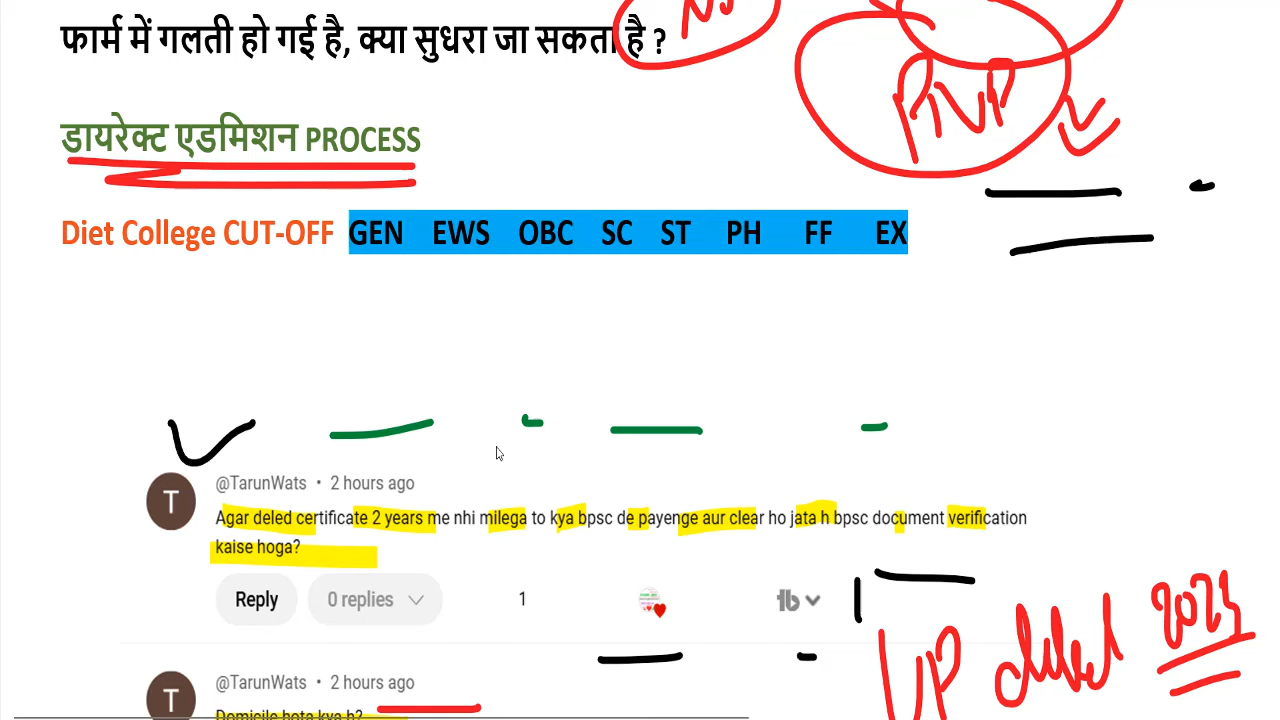 फार्म में गलती हो गई है, क्या सुधरा जा सकता है ?
No
PNP
डायरेक्ट एडमिशन PROCESS
Diet College CUT-OFF GEN EWS OBC SC ST PH FF EX
T
@TarunWats • 2 hours ago
Agar deled certificate 2 years me nhi milega to kya bpsc de payenge aur clear ho jata h bpsc document verification
kaise hoga?
Reply 0 replies 1 tb
UP deled 2023
T
@TarunWats • 2 hours ago
Domicile hota kya h?